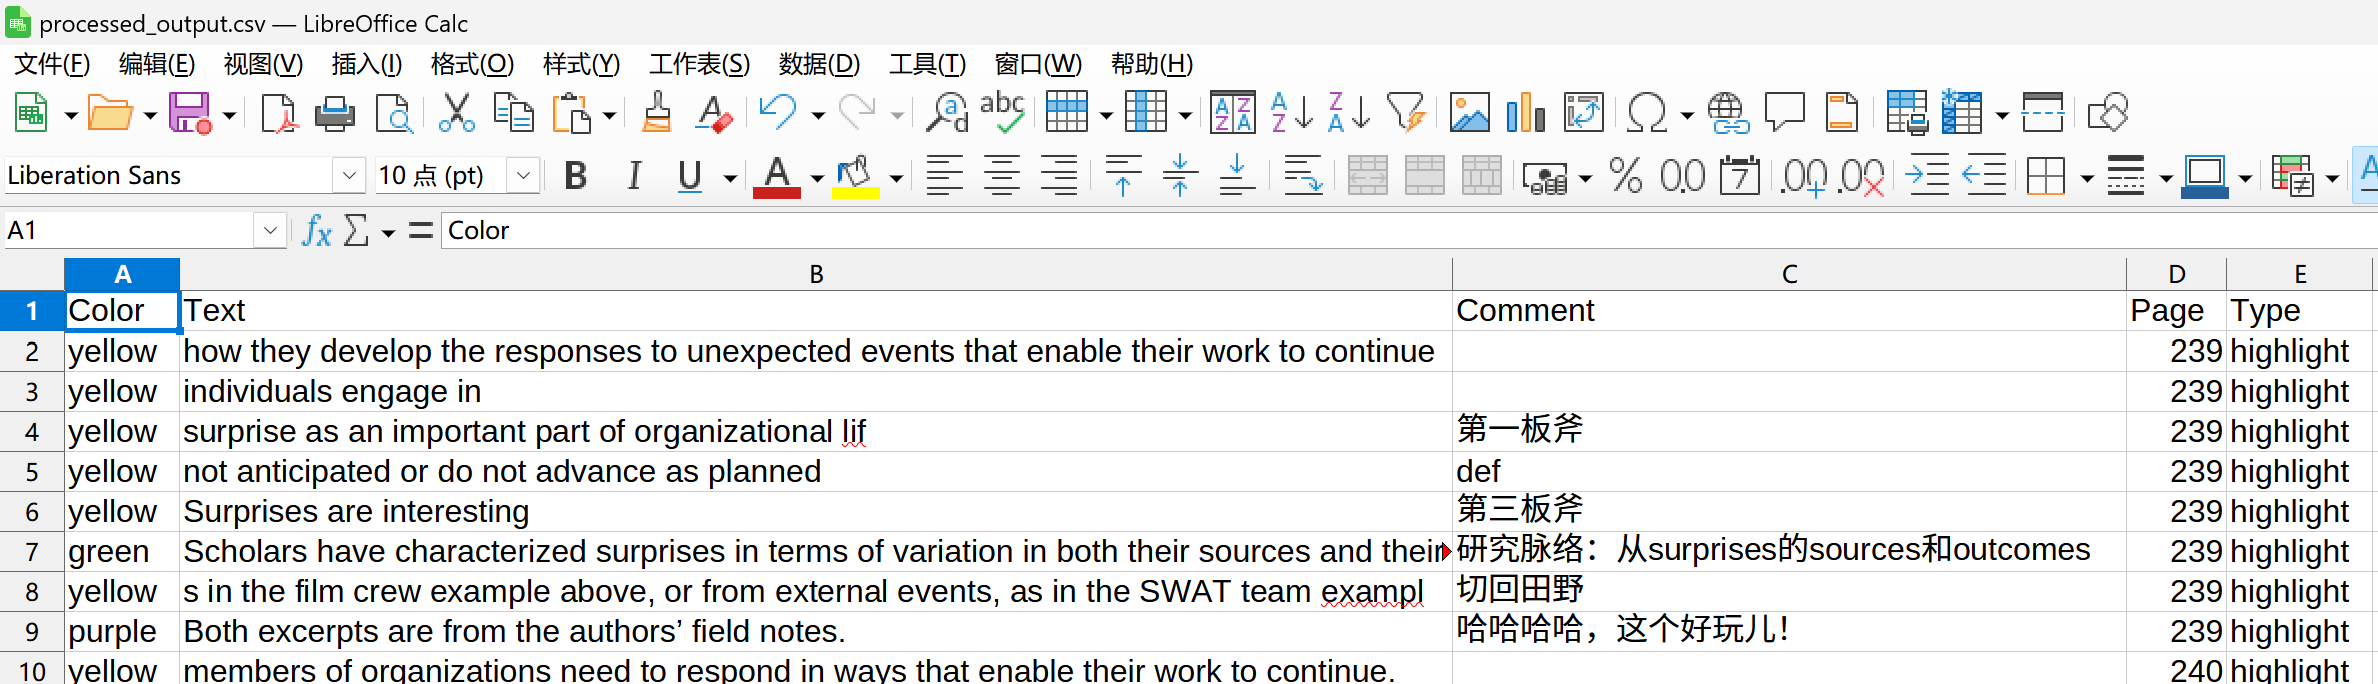 processed_output.csv — LibreOffice Calc
文件(F) 编辑(E) 视图(V) 插入(I) 格式(O) 样式(Y) 工作表(S) 数据(D) 工具(T) 窗口(W) 帮助(H)
Liberation Sans 10 点 (pt)
A1 Color
A B C D E
1 Color Text Comment Page Type
2 yellow how they develop the responses to unexpected events that enable their work to continue 239 highlight
3 yellow individuals engage in 239 highlight
4 yellow surprise as an important part of organizational lif 第一板斧 239 highlight
5 yellow not anticipated or do not advance as planned def 239 highlight
6 yellow Surprises are interesting 第三板斧 239 highlight
7 green Scholars have characterized surprises in terms of variation in both their sources and their 研究脉络：从surprises的sources和outcomes 239 highlight
8 yellow s in the film crew example above, or from external events, as in the SWAT team exampl 切回田野 239 highlight
9 purple Both excerpts are from the authors’ field notes. 哈哈哈哈，这个好玩儿！ 239 highlight
10 yellow members of organizations need to respond in ways that enable their work to continue. 240 highlight